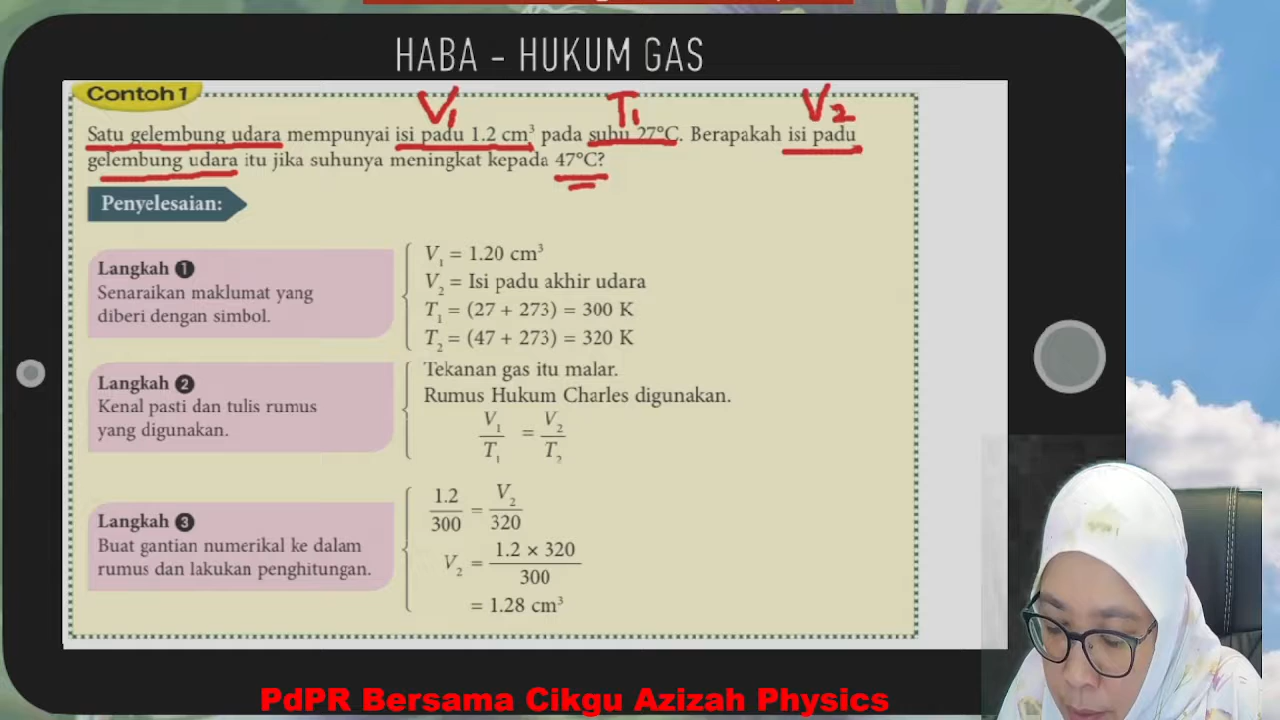 HABA - HUKUM GAS
Contoh 1
V₁ T₁ V₂
Satu gelembung udara mempunyai isi padu 1.2 cm³ pada suhu 27°C. Berapakah isi padu
gelembung udara itu jika suhunya meningkat kepada 47°C?
Penyelesaian:
Langkah ❶
Senaraikan maklumat yang
diberi dengan simbol.
V₁ = 1.20 cm³
V₂ = Isi padu akhir udara
T₁ = (27 + 273) = 300 K
T₂ = (47 + 273) = 320 K
Langkah ❷
Kenal pasti dan tulis rumus
yang digunakan.
Tekanan gas itu malar.
Rumus Hukum Charles digunakan.
V₁/T₁ = V₂/T₂
Langkah ❸
Buat gantian numerikal ke dalam
rumus dan lakukan penghitungan.
1.2/300 = V₂/320
V₂ = 1.2 × 320/300
= 1.28 cm³
PdPR Bersama Cikgu Azizah Physics